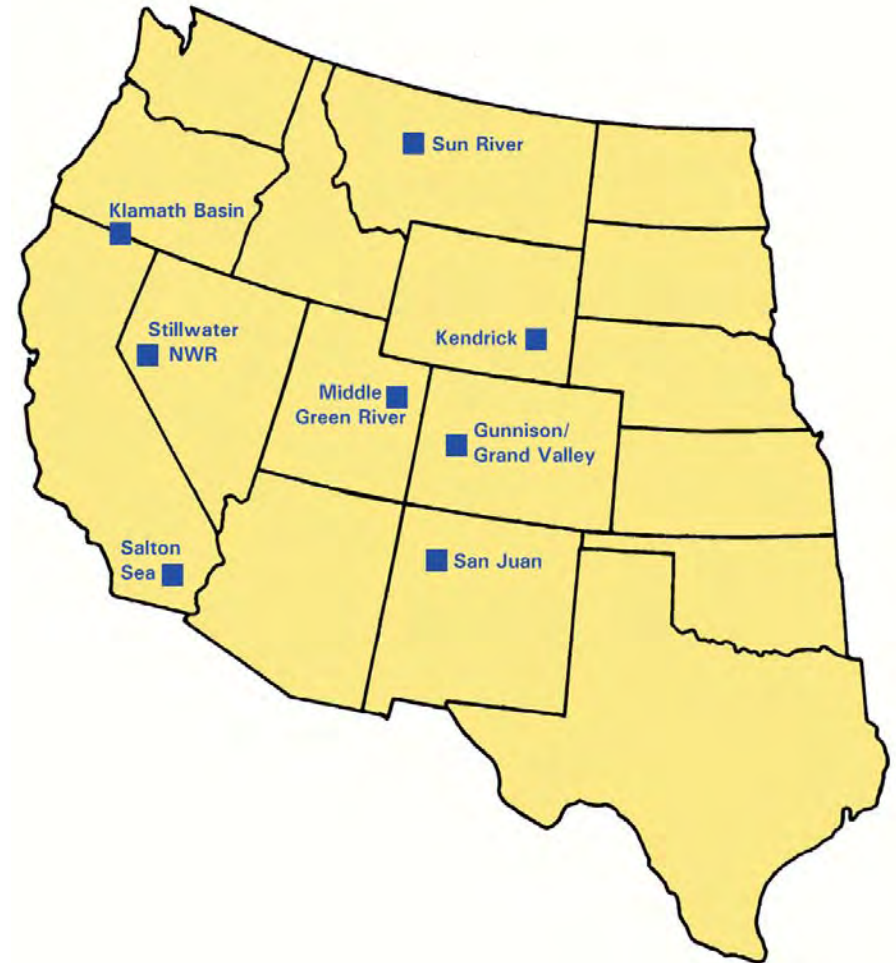 Sun River
Klamath Basin
Stillwater
NWR
Kendrick
Middle
Green River
Gunnison/
Grand Valley
Salton
Sea
San Juan